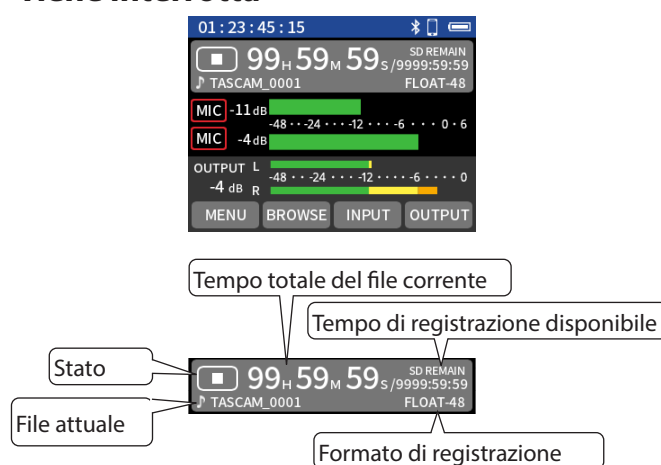 01:23:45:15
99H 59M 59S/9999:59:59
SD REMAIN
♪ TASCAM_0001 FLOAT-48
MIC -11 dB
-48 · · -24 · · · -12 · · · · -6 · · · 0 · 6
MIC -4 dB
OUTPUT L
-48 · · -24 · · · -12 · · · · -6 · · · · 0
-4 dB R
MENU BROWSE INPUT OUTPUT
Tempo totale del file corrente
Tempo di registrazione disponibile
Stato
99H 59M 59S/9999:59:59
SD REMAIN
♪ TASCAM_0001 FLOAT-48
File attuale
Formato di registrazione